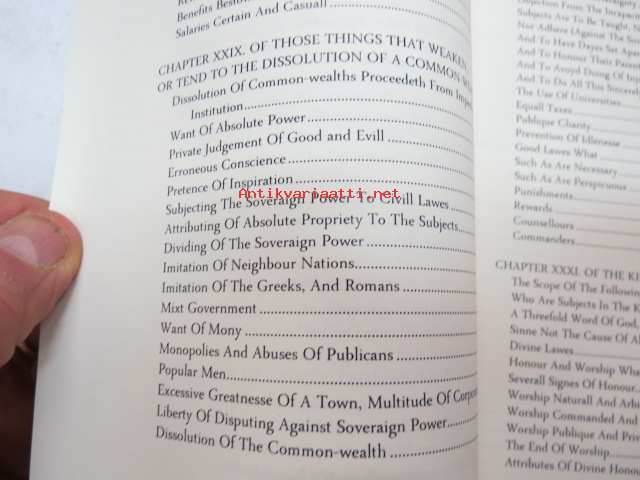 Benefits
Salaries Certain And Casuall
CHAPTER XXIX. OF THOSE THINGS THAT WEAKEN
OR TEND TO THE DISSOLUTION OF A COMMON-
Dissolution Of Common-wealths Proceedeth From
Institution
Want Of Absolute Power
Private Judgement Of Good and Evill
Erroneous Conscience
Pretence Of Inspiration
Antikvariaatti.net
Subjecting The Soveraign Power To Civill Lawes
Attributing Of Absolute Propriety To The Subjects
Dividing Of The Soveraign Power
Imitation Of Neighbour Nations
Imitation Of The Greeks, And Romans
Mixt Government
Want Of Mony
Monopolies And Abuses Of Publicans
Popular Men
Excessive Greatnesse Of A Town, Multitude Of
Liberty Of Disputing Against Soveraign Power
Dissolution Of The Common-wealth
Subjects Are To Be Taught,
Nor Adhere (Against The
And To Have Dayes Set
And To Honour Their
And To Avoyd Doing Of
And To Do All This
The Use Of Universities
Equall Taxes
Publique Charity
Prevention Of Idlenesse
Good Lawes What
Such As Are Necessary
Such As Are Perspicuous
Punishments
Rewards
Counsellours
Commanders
CHAPTER XXXI. OF THE
The Scope Of The Following
Who Are Subjects In The
A Threefold Word Of God,
Sinne Not The Cause Of
Divine Lawes
Honour And Worship
Severall Signes Of Honour
Worship Naturall And
Worship Commanded And
Worship Publique And
The End Of Worship
Attributes Of Divine